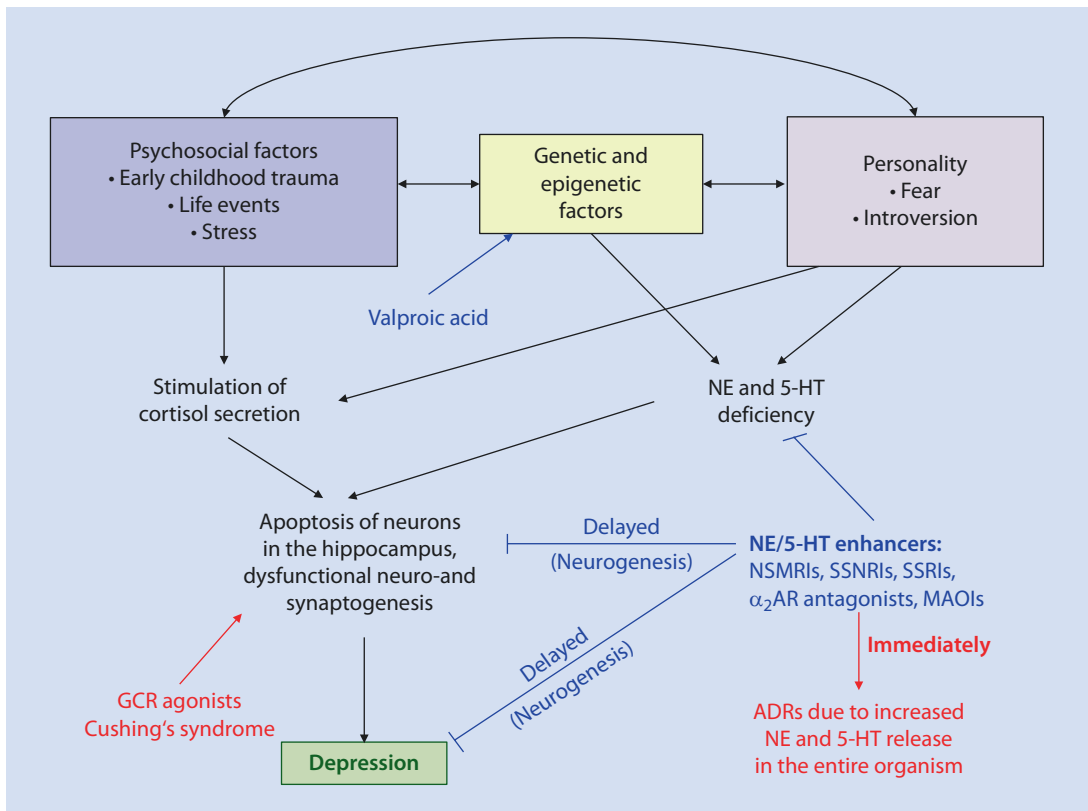 Psychosocial factors
• Early childhood trauma
• Life events
• Stress
Genetic and
epigenetic
factors
Personality
• Fear
• Introversion
Valproic acid
Stimulation of
cortisol secretion
NE and 5-HT
deficiency
Apoptosis of neurons
in the hippocampus,
dysfunctional neuro-and
synaptogenesis
Delayed
(Neurogenesis)
NE/5-HT enhancers:
NSMRIs, SSNRIs, SSRIs,
α₂AR antagonists, MAOIs
Delayed
(Neurogenesis)
Immediately
GCR agonists
Cushing‘s syndrome
ADRs due to increased
NE and 5-HT release
in the entire organism
Depression